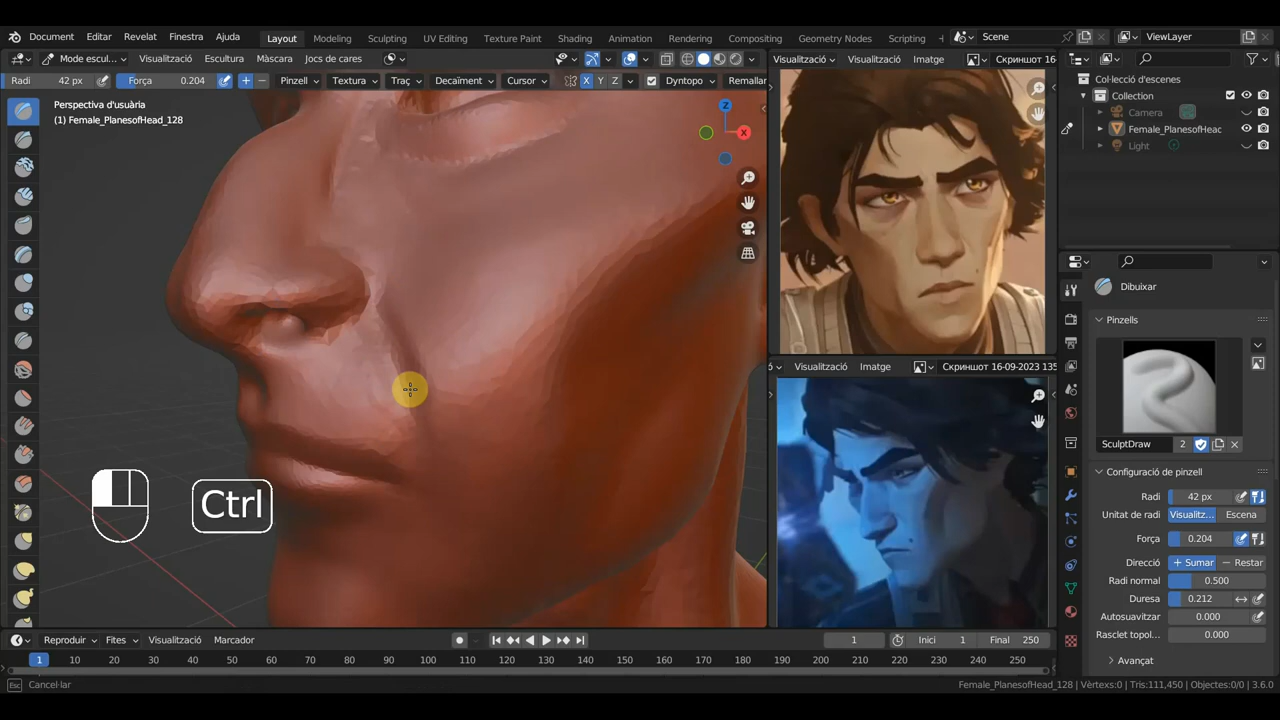 Document Editar Revelat Finestra Ajuda Layout Modeling Sculpting UV Editing Texture Paint Shading Animation Rendering Compositing Geometry Nodes Scripting Scene ViewLayer
Mode escul... Visualització Escultura Màscara Jocs de cares Visualització Imatge Скриншот 16
Radi 42 px Força 0.204 Pinzell Textura Traç Decaïment Cursor X Y Z Dyntopo Remallar
Col·lecció d'escenes
Collection
Camera
Female_PlanesofHeac
Light
Perspectiva d'usuària
(1) Female_PlanesofHead_128
Z
X
Dibuixar
Pinzells
SculptDraw 2
Visualització Imatge Скриншот 16-09-2023 135
Configuració de pinzell
Radi 42 px
Unitat de radi Visualitz... Escena
Força 0.204
Direcció + Sumar − Restar
Radi normal 0.500
Duresa 0.212
Autosuavitzar 0.000
Rasclet topol... 0.000
Avançat
Ctrl
Reproduir Fites Visualització Marcador 1 Inici 1 Final 250
1 10 20 30 40 50 60 70 80 90 100 110 120 130 140 150 160 170 180 190 200 210 220 230 240 250
Esc Cancel·lar Female_PlanesofHead_128 | Vèrtexs:0 | Tris:111,450 | Objectes:0/0 | 3.6.0